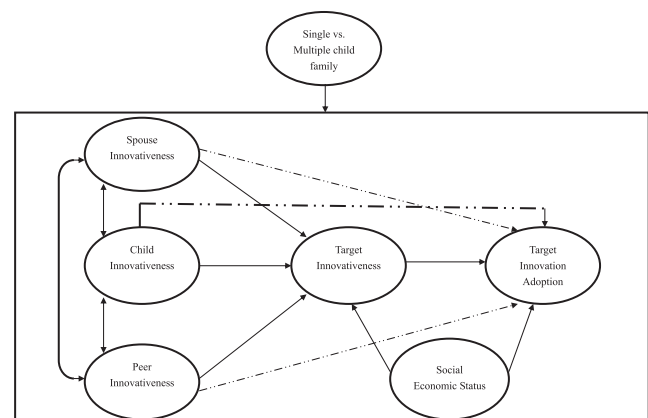 Single vs.
Multiple child
family
Spouse
Innovativeness
Child
Innovativeness
Target
Innovativeness
Target
Innovation
Adoption
Peer
Innovativeness
Social
Economic Status